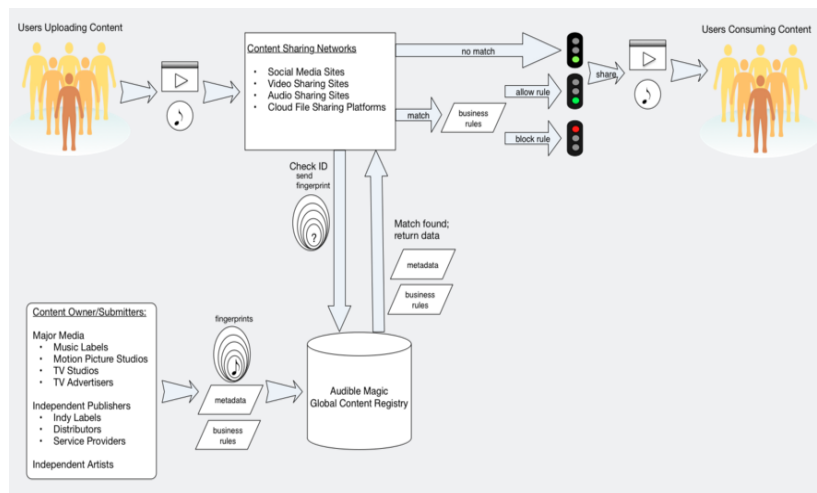 Users Uploading Content
Users Consuming Content
Content Sharing Networks
• Social Media Sites
• Video Sharing Sites
• Audio Sharing Sites
• Cloud File Sharing Platforms
no match
match
business
rules
allow rule
block rule
share
Check ID
send
fingerprint
?
Match found;
return data
metadata
business
rules
Content Owner/Submitters:
Major Media
• Music Labels
• Motion Picture Studios
• TV Studios
• TV Advertisers
Independent Publishers
• Indy Labels
• Distributors
• Service Providers
Independent Artists
fingerprints
metadata
business
rules
Audible Magic
Global Content Registry